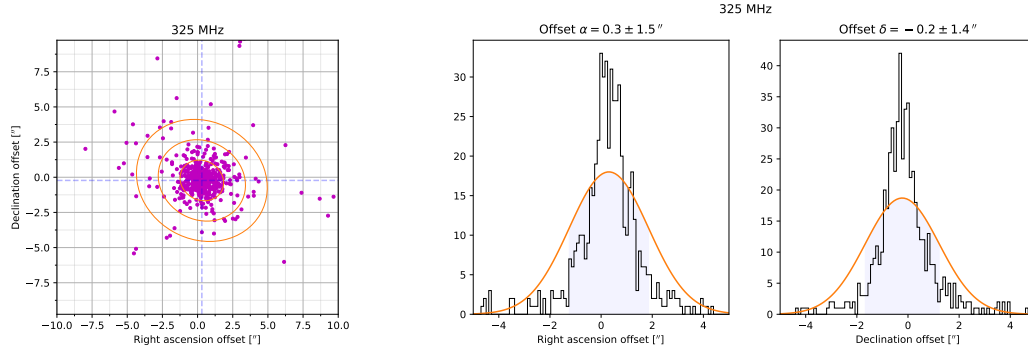 325 MHz
325 MHz
Offset α = 0.3 ± 1.5″
Offset δ = −0.2 ± 1.4″
Declination offset [″]
7.5
5.0
2.5
0.0
−2.5
−5.0
−7.5
−10.0 −7.5 −5.0 −2.5 0.0 2.5 5.0 7.5 10.0
Right ascension offset [″]
30
25
20
15
10
5
0
−4 −2 0 2 4
Right ascension offset [″]
40
35
30
25
20
15
10
5
0
−4 −2 0 2 4
Declination offset [″]